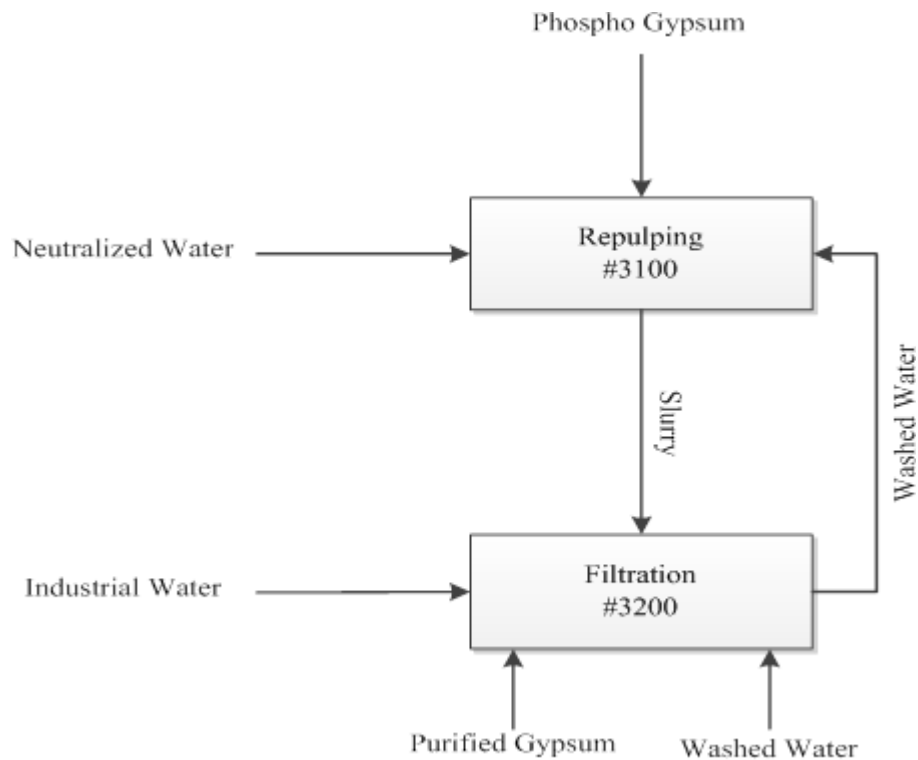 Phospho Gypsum
Neutralized Water
Repulping
#3100
Slurry
Washed Water
Industrial Water
Filtration
#3200
Purified Gypsum
Washed Water